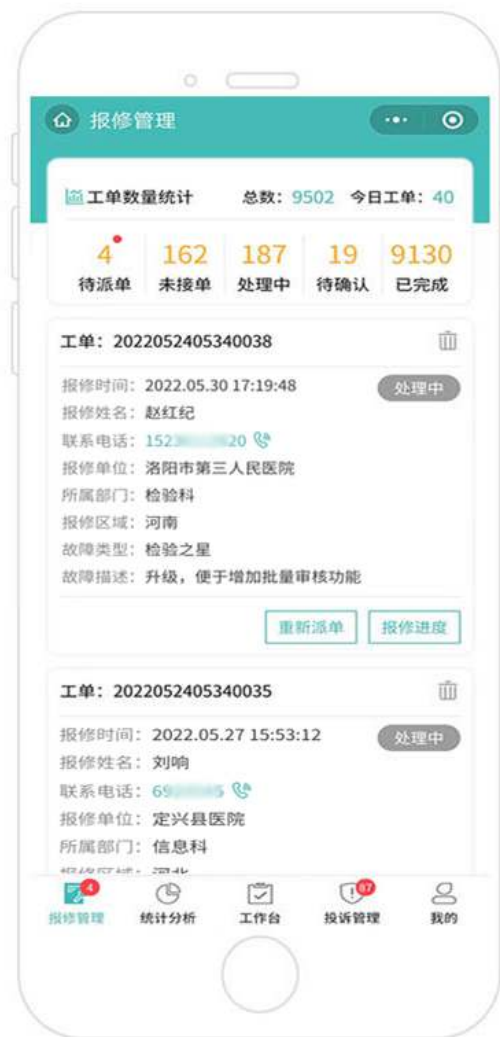 报修管理
工单数量统计 总数：9502 今日工单：40
4 162 187 19 9130
待派单 未接单 处理中 待确认 已完成
工单：2022052405340038
报修时间：2022.05.30 17:19:48 处理中
报修姓名：赵红纪
联系电话：152 20
报修单位：洛阳市第三人民医院
所属部门：检验科
报修区域：河南
故障类型：检验之星
故障描述：升级，便于增加批量审核功能
重新派单 报修进度
工单：2022052405340035
报修时间：2022.05.27 15:53:12 处理中
报修姓名：刘响
联系电话：69 5
报修单位：定兴县医院
所属部门：信息科
报修区域：河北
4 87
报修管理 统计分析 工作台 投诉管理 我的